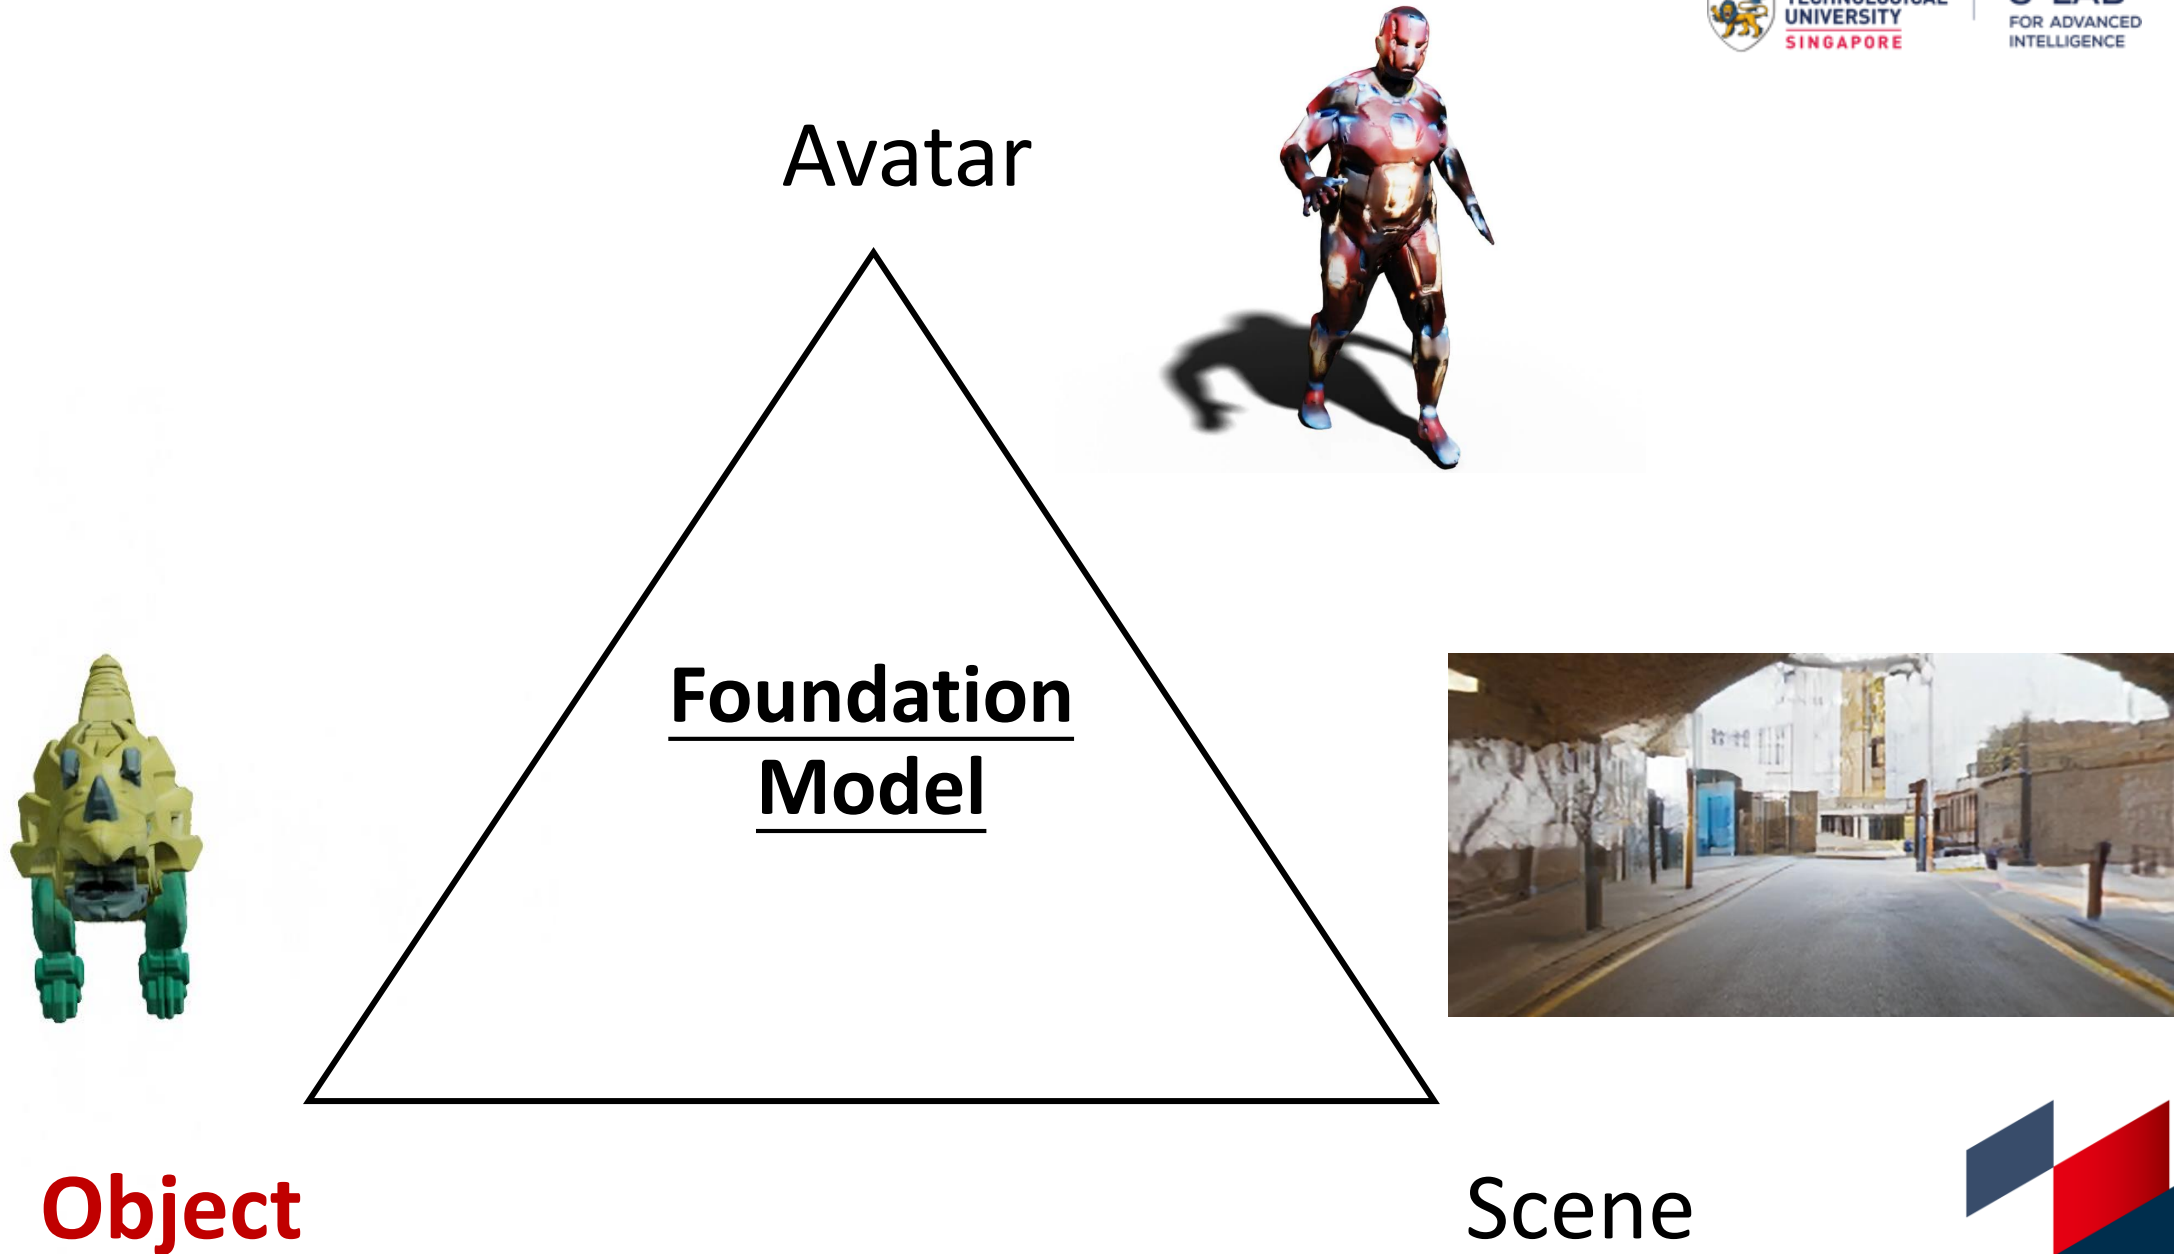 UNIVERSITY
SINGAPORE
FOR ADVANCED
INTELLIGENCE
Avatar
Foundation
Model
Object
Scene